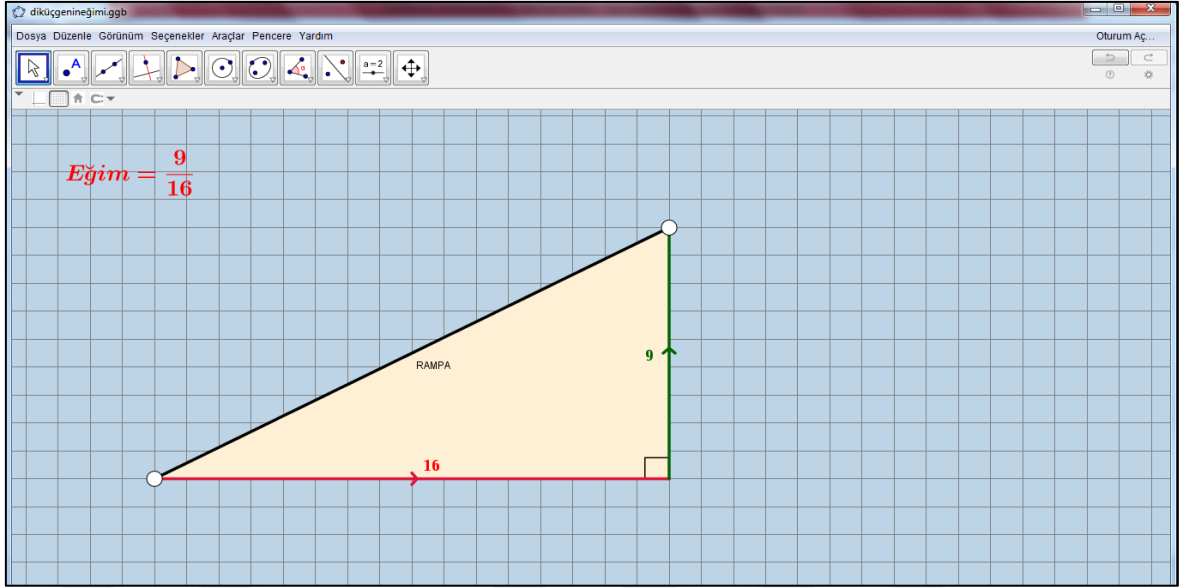 diküçgenineğimi.ggb
Dosya Düzenle Görünüm Seçenekler Araçlar Pencere Yardım Oturum Aç...
A α a = 2
Eğim = 9/16
9
RAMPA
16